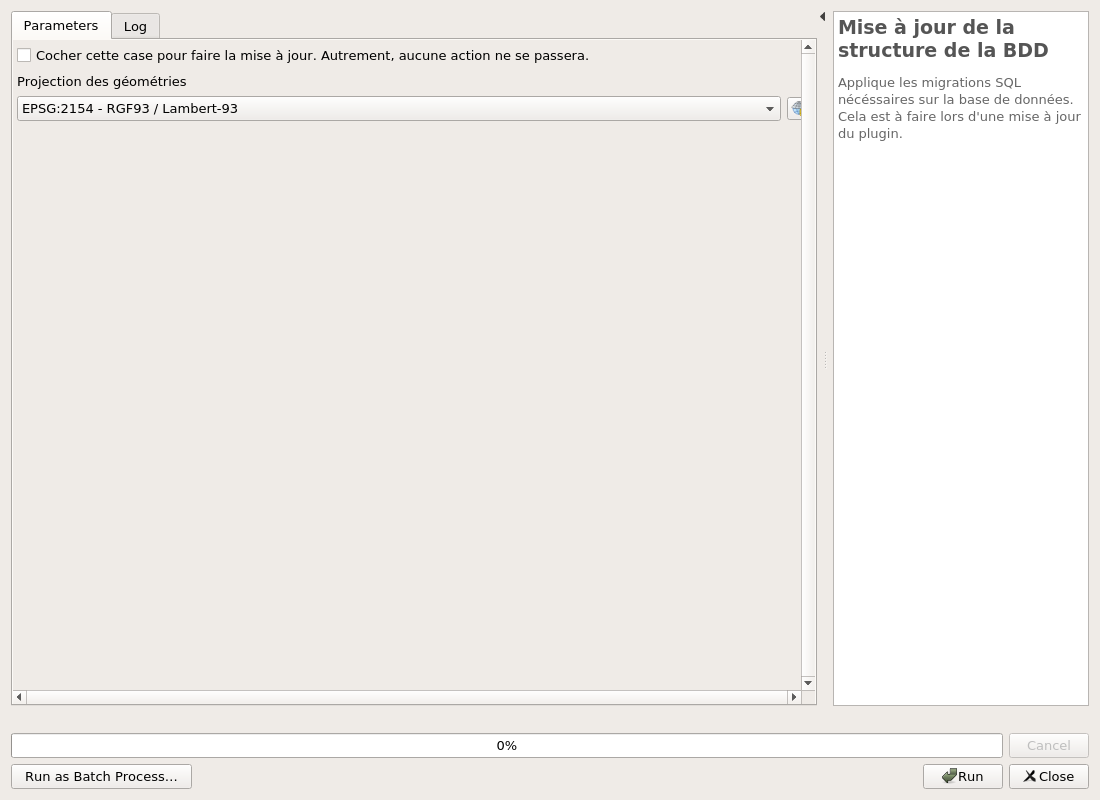 Parameters
Log
Cocher cette case pour faire la mise à jour. Autrement, aucune action ne se passera.
Projection des géométries
EPSG:2154 - RGF93 / Lambert-93
Mise à jour de la
structure de la BDD
Applique les migrations SQL
nécéssaires sur la base de données.
Cela est à faire lors d'une mise à jour
du plugin.
0%
Cancel
Run as Batch Process…
Run
Close